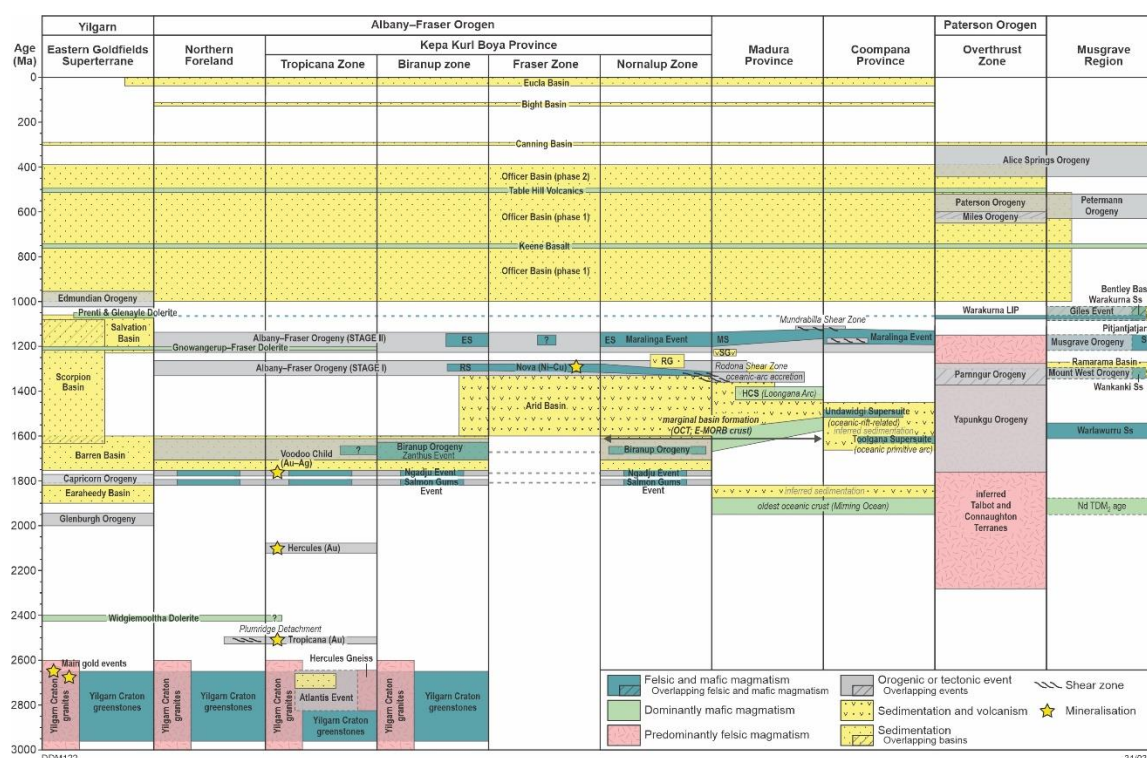 Yilgarn
Albany–Fraser Orogen
Paterson Orogen
Age
(Ma)
Eastern Goldfields
Superterrane
Northern
Foreland
Kepa Kurl Boya Province
Tropicana Zone
Biranup zone
Fraser Zone
Nornalup Zone
Madura
Province
Coompana
Province
Overthrust
Zone
Musgrave
Region
0
200
400
600
800
1000
1200
1400
1600
1800
2000
2200
2400
2600
2800
3000
Eucla Basin
Bight Basin
Canning Basin
Alice Springs Orogeny
Officer Basin (phase 2)
Table Hill Volcanics
Officer Basin (phase 1)
Paterson Orogeny
Miles Orogeny
Petermann
Orogeny
Keene Basalt
Officer Basin (phase 1)
Edmundian Orogeny
Prenti & Glenayle Dolerite
Salvation
Basin
Warakurna LIP
Bentley Bas
Warakurna Ss
Giles Event
Mundrabilla Shear Zone
Pitjantjatjar
Albany–Fraser Orogeny (STAGE II)
ES
?
ES
Maralinga Event
MS
Maralinga Event
Musgrave Orogeny
S
Gnowangerup–Fraser Dolerite
SG
RG
Rodona Shear Zone
Ramarama Basin
Albany–Fraser Orogeny (STAGE I)
RS
Nova (Ni–Cu)
oceanic-arc accretion
Parnngur Orogeny
Mount West Orogeny
Wankanki Ss
Scorpion
Basin
Arid Basin
HCS (Loongana Arc)
Yapunkgu Orogeny
marginal basin formation
(OCT, E-MORB crust)
Undawidgi Supersuite
(oceanic-rift-related)
inferred sedimentation
Toolgana Supersuite
(oceanic primitive arc)
Warlawurru Ss
Barren Basin
Voodoo Child
(Au–Ag)
?
Biranup Orogeny
Zanthus Event
Biranup Orogeny
Capricorn Orogeny
Ngadju Event
Salmon Gums
Event
Ngadju Event
Salmon Gums
Event
Earaheedy Basin
inferred sedimentation
oldest oceanic crust (Mirning Ocean)
inferred
Talbot and
Connaughton
Terranes
Nd TDM2 age
Glenburgh Orogeny
Hercules (Au)
Widgiemooltha Dolerite
?
Plumridge Detachment
Tropicana (Au)
Main gold events
Hercules Gneiss
Yilgarn Craton
granites
Yilgarn Craton
greenstones
Yilgarn Craton
granites
Yilgarn Craton
greenstones
Yilgarn Craton
granites
Atlantis Event
Yilgarn Craton
greenstones
Yilgarn Craton
granites
Yilgarn Craton
greenstones
Felsic and mafic magmatism
Overlapping felsic and mafic magmatism
Dominantly mafic magmatism
Predominantly felsic magmatism
Orogenic or tectonic event
Overlapping events
Sedimentation and volcanism
Sedimentation
Overlapping basins
Shear zone
Mineralisation